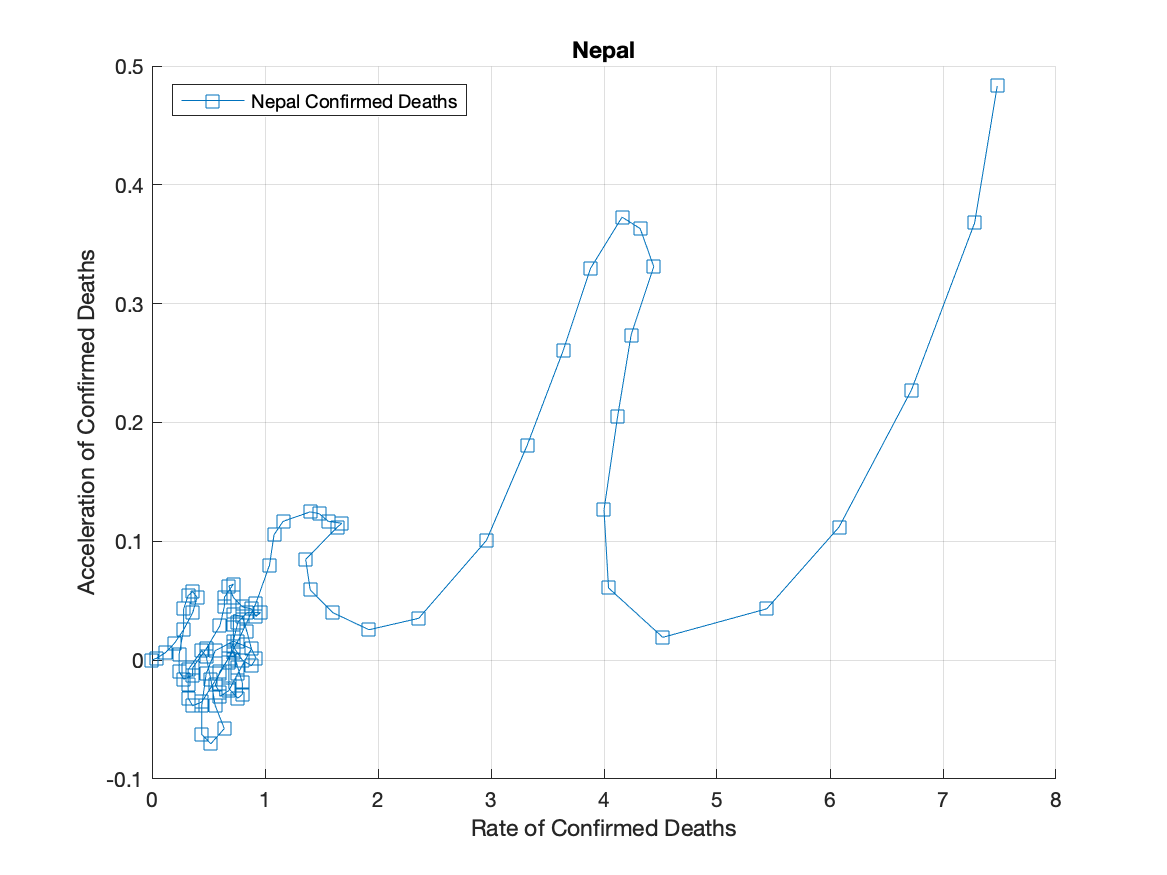 Nepal
Nepal Confirmed Deaths
0.5
0.4
0.3
0.2
0.1
0
-0.1
Acceleration of Confirmed Deaths
0 1 2 3 4 5 6 7 8
Rate of Confirmed Deaths